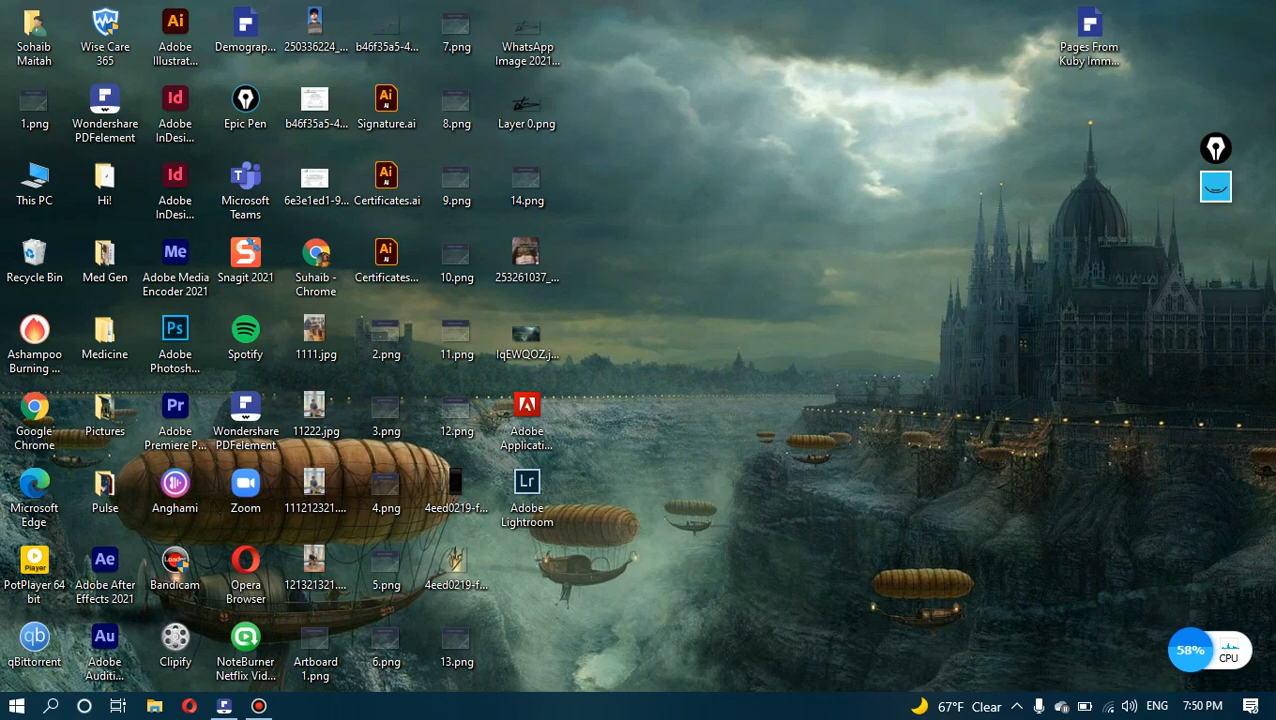 Sohaib
Maitah
Wise Care
365
Adobe
Illustrat...
Demograp...
250336224_...
b46f35a5-4...
7.png
WhatsApp
Image 2021...
Pages From
Kuby Imm...
1.png
Wondershare
PDFelement
Adobe
InDesi...
Epic Pen
b46f35a5-4...
Signature.ai
8.png
Layer 0.png
This PC
Hi!
Adobe
InDesi...
Microsoft
Teams
6e3e1ed1-9...
Certificates.ai
9.png
14.png
Recycle Bin
Med Gen
Adobe Media
Encoder 2021
Snagit 2021
Suhaib -
Chrome
Certificates...
10.png
253261037_...
Ashampoo
Burning ...
Medicine
Adobe
Photosh...
Spotify
1111.jpg
2.png
11.png
IqEWQOZ.j...
Google
Chrome
Pictures
Adobe
Premiere P...
Wondershare
PDFelement
11222.jpg
3.png
12.png
Adobe
Applicati...
Microsoft
Edge
Pulse
Anghami
Zoom
111212321....
4.png
4eed0219-f...
Adobe
Lightroom
PotPlayer 64
bit
Adobe After
Effects 2021
Bandicam
Opera
Browser
121321321....
5.png
4eed0219-f...
qBittorrent
Adobe
Auditi...
Clipify
NoteBurner
Netflix Vid...
Artboard
1.png
6.png
13.png
58%
CPU
67°F Clear
ENG
7:50 PM